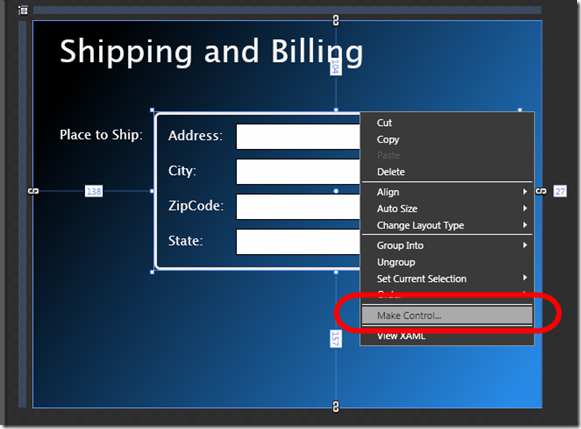 Shipping and Billing
104
Place to Ship:
Address:
City:
ZipCode:
State:
138
27
157
Cut
Copy
Paste
Delete
Align
Auto Size
Change Layout Type
Group Into
Ungroup
Set Current Selection
Order
Make Control...
View XAML